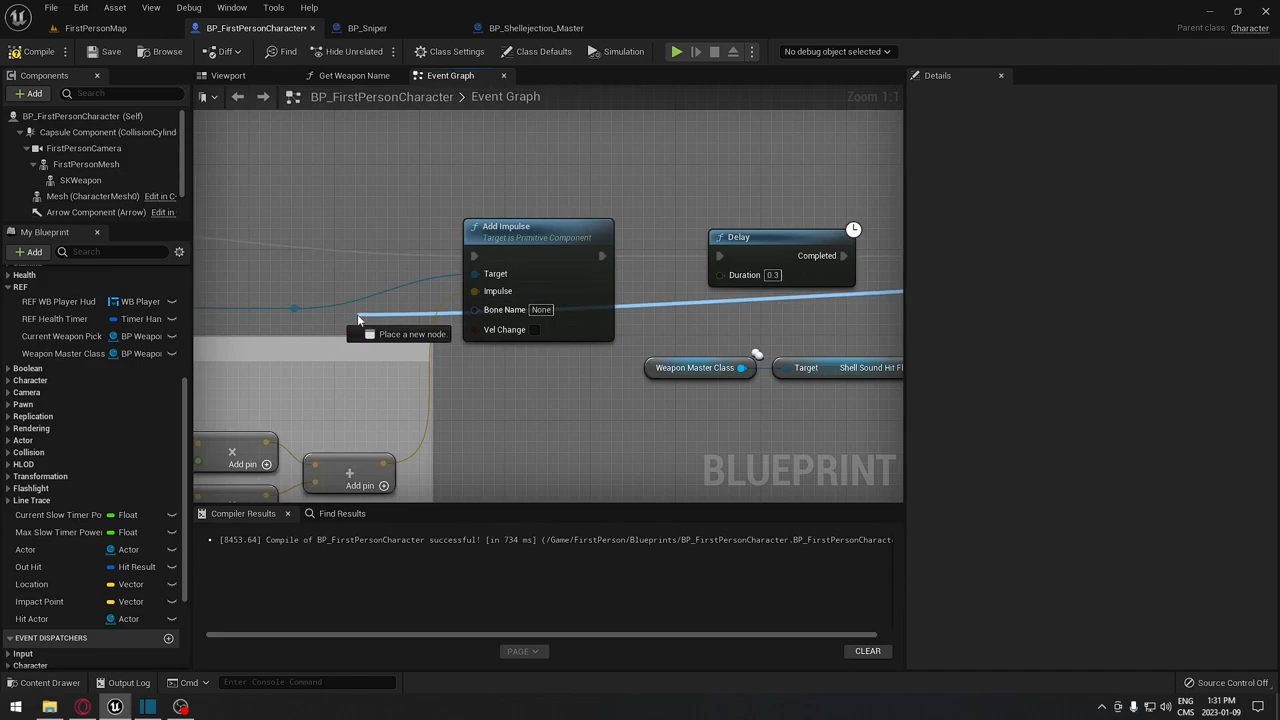 File Edit Asset View Debug Window Tools Help
FirstPersonMap
BP_FirstPersonCharacter*
BP_Sniper
BP_Shellejection_Master
Parent class: Character
Compile
Save
Browse
Diff
Find
Hide Unrelated
Class Settings
Class Defaults
Simulation
No debug object selected
Components
Viewport
Get Weapon Name
Event Graph
Details
Add
Search
BP_FirstPersonCharacter > Event Graph
Zoom 1:1
BP_FirstPersonCharacter (Self)
Capsule Component (CollisionCylind
FirstPersonCamera
FirstPersonMesh
SKWeapon
Mesh (CharacterMesh0) Edit in C
Arrow Component (Arrow) Edit in
My Blueprint
Add
Search
Health
REF
REF WB Player Hud WB Player
REF Health Timer Timer Han
Current Weapon Pick BP Weapo
Weapon Master Class BP Weapo
Boolean
Character
Camera
Pawn
Replication
Rendering
Actor
Collision
HLOD
Transformation
Flashlight
Line Trace
Current Slow Timer Po Float
Max Slow Timer Power Float
Actor Actor
Out Hit Hit Result
Location Vector
Impact Point Vector
Hit Actor Actor
EVENT DISPATCHERS
Input
Character
Add Impulse
Target is Primitive Component
Target
Impulse
Bone Name None
Vel Change
Delay
Completed
Duration 0.3
Place a new node.
Weapon Master Class
Target Shell Sound Hit Fl
Add pin
Add pin
BLUEPRINT
Compiler Results
Find Results
[8453.64] Compile of BP_FirstPersonCharacter successful! [in 734 ms] (/Game/FirstPerson/Blueprints/BP_FirstPersonCharacter.BP_FirstPersonCharacte
PAGE
CLEAR
Content Drawer
Output Log
Cmd
Enter Console Command
Source Control Off
ENG
CMS
1:31 PM
2023-01-09